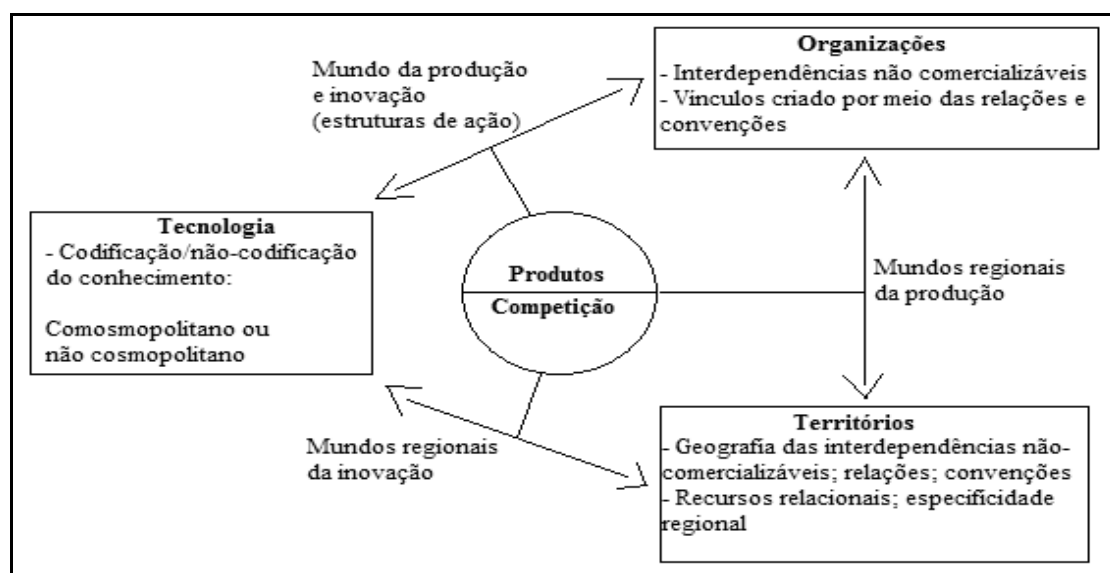 Mundo da produção
e inovação
(estruturas de ação)
Organizações
- Interdependências não comercializáveis
- Vínculos criado por meio das relações e
convenções
Tecnologia
- Codificação/não-codificação
do conhecimento:
Comosmopolitano ou
não cosmopolitano
Produtos
Competição
Mundos regionais
da produção
Mundos regionais
da inovação
Territórios
- Geografia das interdependências não-
comercializáveis; relações; convenções
- Recursos relacionais; especificidade
regional